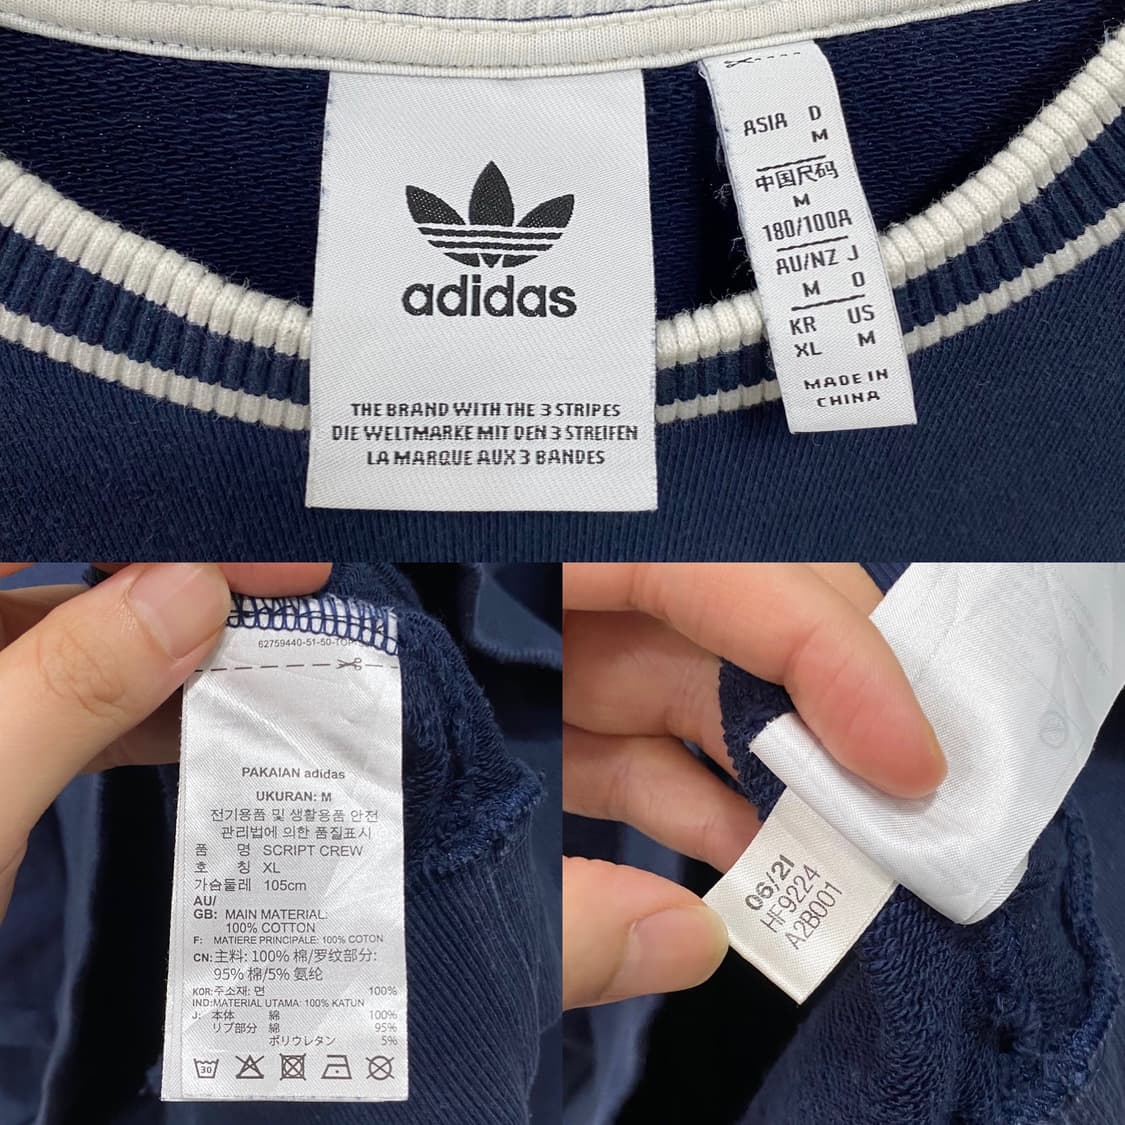 adidas
THE BRAND WITH THE 3 STRIPES
DIE WELTMARKE MIT DEN 3 STREIFEN
LA MARQUE AUX 3 BANDES
ASIA D
M
中国尺码
M
180/100A
AU/NZ J
M O
KR US
XL M
MADE IN
CHINA
62759440-51-50-TOP
PAKAIAN adidas
UKURAN: M
전기용품 및 생활용품 안전
관리법에 의한 품질표시
품 명 SCRIPT CREW
호 칭 XL
가슴둘레 105cm
AU/
GB: MAIN MATERIAL:
100% COTTON
F: MATIERE PRINCIPALE: 100% COTON
CN:主料: 100% 棉/罗纹部分:
95% 棉/5% 氨纶
KOR:주소재: 면 100%
IND:MATERIAL UTAMA: 100% KATUN
J: 本体 綿 100%
リブ部分 綿 95%
ポリウレタン 5%
30
06/21
HF9224
A2B001